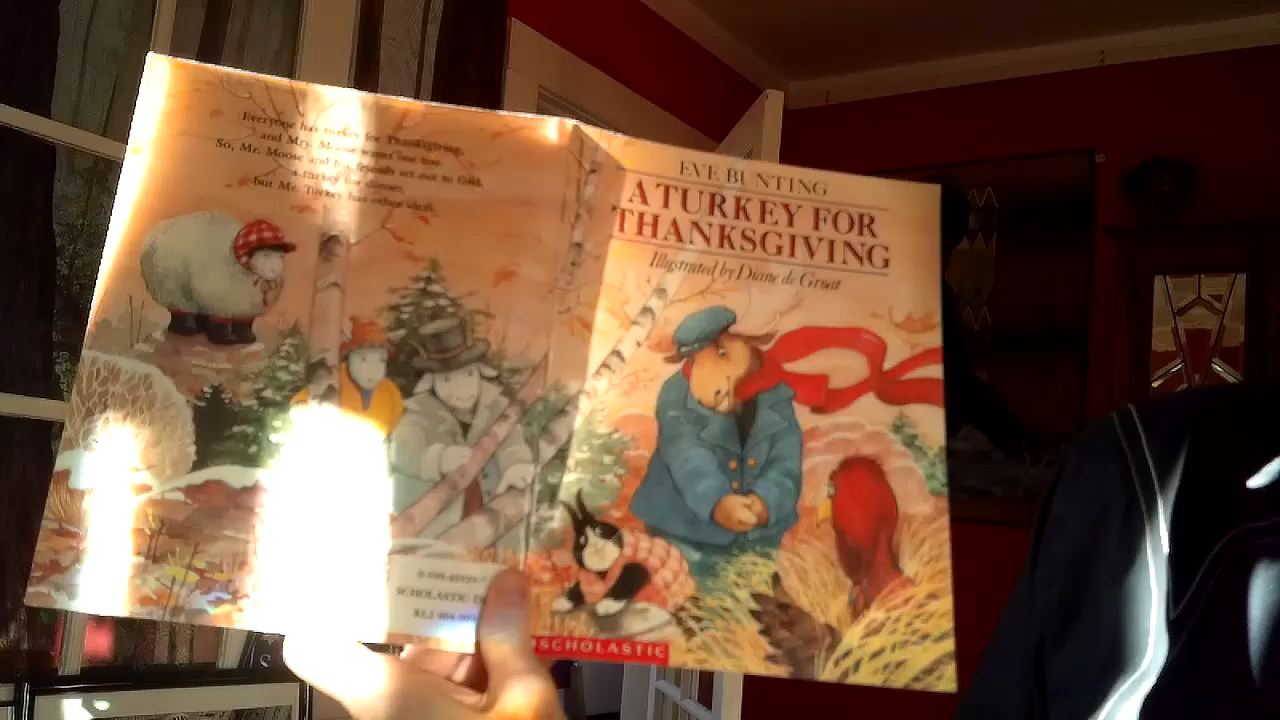 Everyone has turkey for Thanksgiving,
and Mrs. Moose wants one too.
So, Mr. Moose and his friends set out to find
a turkey for dinner,
but Mr. Turkey has other ideas.
EVE BUNTING
A TURKEY FOR
THANKSGIVING
Illustrated by Diane de Groat
SCHOLASTIC
SCHOLASTIC